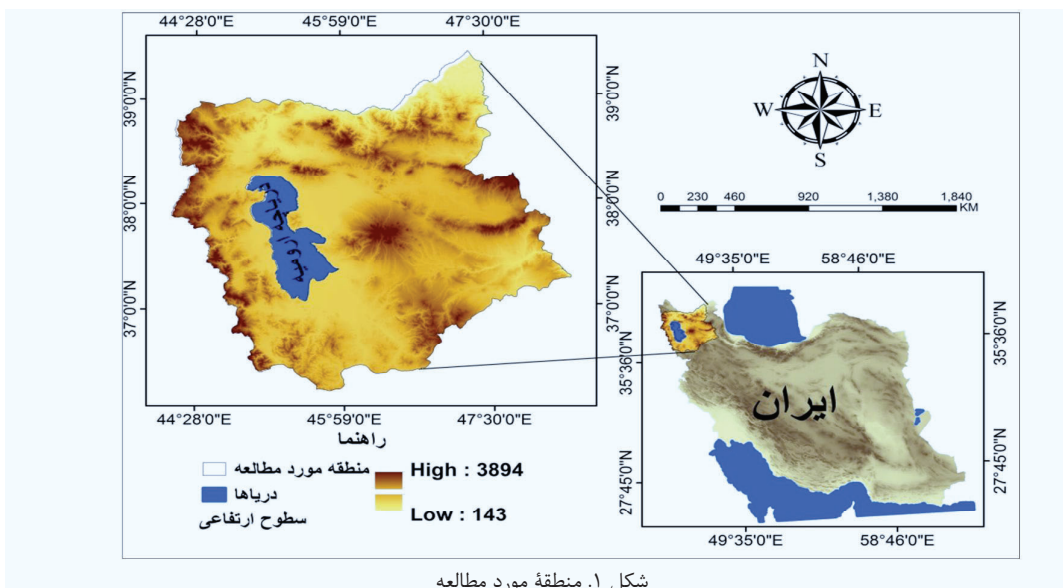 44°28'0"E 45°59'0"E 47°30'0"E
39°0'0"N 39°0'0"N
38°0'0"N 38°0'0"N
37°0'0"N 37°0'0"N
دریاچه ارومیه
44°28'0"E 45°59'0"E 47°30'0"E
N
W E
S
0 230 460 920 1,380 1,840
KM
49°35'0"E 58°46'0"E
35°36'0"N 35°36'0"N
27°45'0"N 27°45'0"N
ایران
49°35'0"E 58°46'0"E
راهنما
منطقه مورد مطالعه
دریاها
سطوح ارتفاعی
High : 3894
Low : 143
شکل ۱. منطقهٔ مورد مطالعه